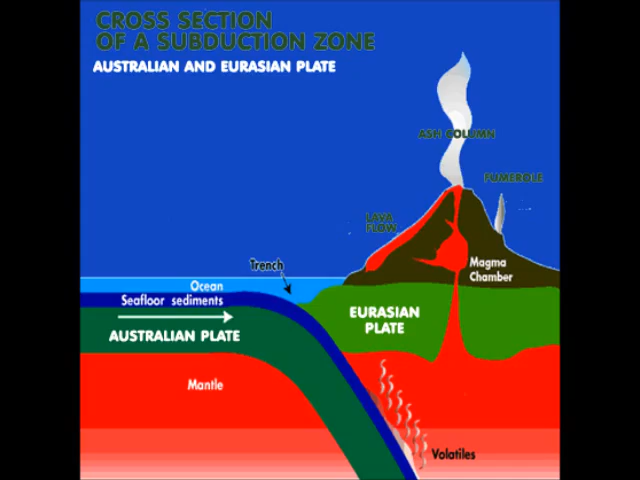 CROSS SECTION
OF A SUBDUCTION ZONE
AUSTRALIAN AND EURASIAN PLATE
ASH COLUMN
FUMEROLE
LAVA
FLOW
Trench
Magma
Chamber
Ocean
Seafloor sediments
EURASIAN
PLATE
AUSTRALIAN PLATE
Mantle
Volatiles